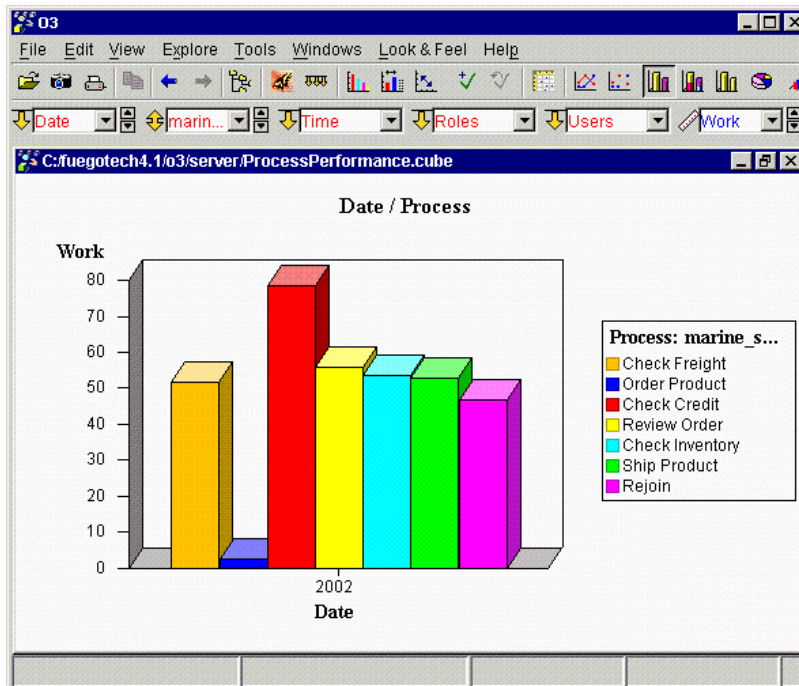 O3
File Edit View Explore Tools Windows Look & Feel Help
Date marin... Time Roles Users Work
C:/fuegotech4.1/o3/server/ProcessPerformance.cube
Date / Process
Work
80
70
60
50
40
30
20
10
0
2002
Date
Process: marine_s...
Check Freight
Order Product
Check Credit
Review Order
Check Inventory
Ship Product
Rejoin